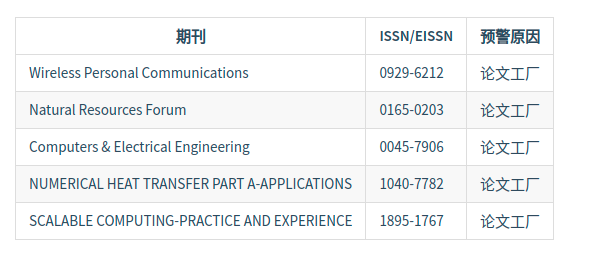 期刊 ISSN/EISSN 预警原因
Wireless Personal Communications 0929-6212 论文工厂
Natural Resources Forum 0165-0203 论文工厂
Computers & Electrical Engineering 0045-7906 论文工厂
NUMERICAL HEAT TRANSFER PART A-APPLICATIONS 1040-7782 论文工厂
SCALABLE COMPUTING-PRACTICE AND EXPERIENCE 1895-1767 论文工厂